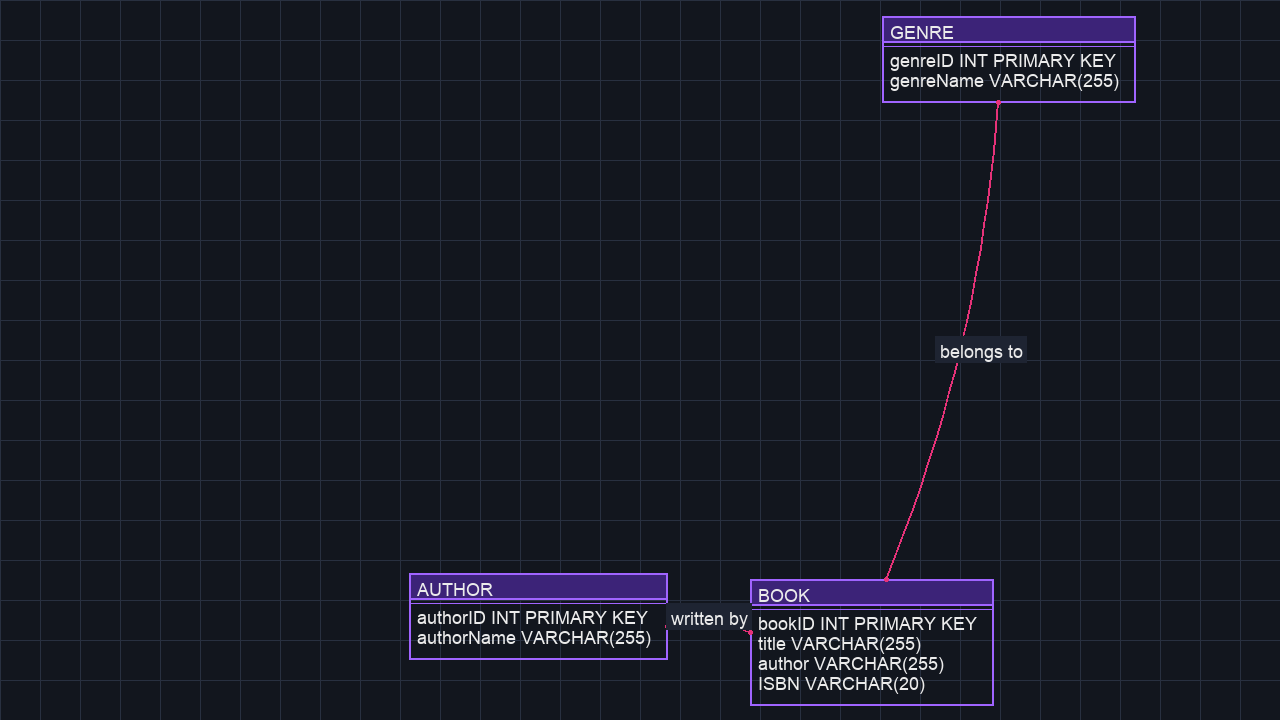 GENRE
genreID INT PRIMARY KEY
genreName VARCHAR(255)
belongs to
AUTHOR
authorID INT PRIMARY KEY
authorName VARCHAR(255)
written by
BOOK
bookID INT PRIMARY KEY
title VARCHAR(255)
author VARCHAR(255)
ISBN VARCHAR(20)